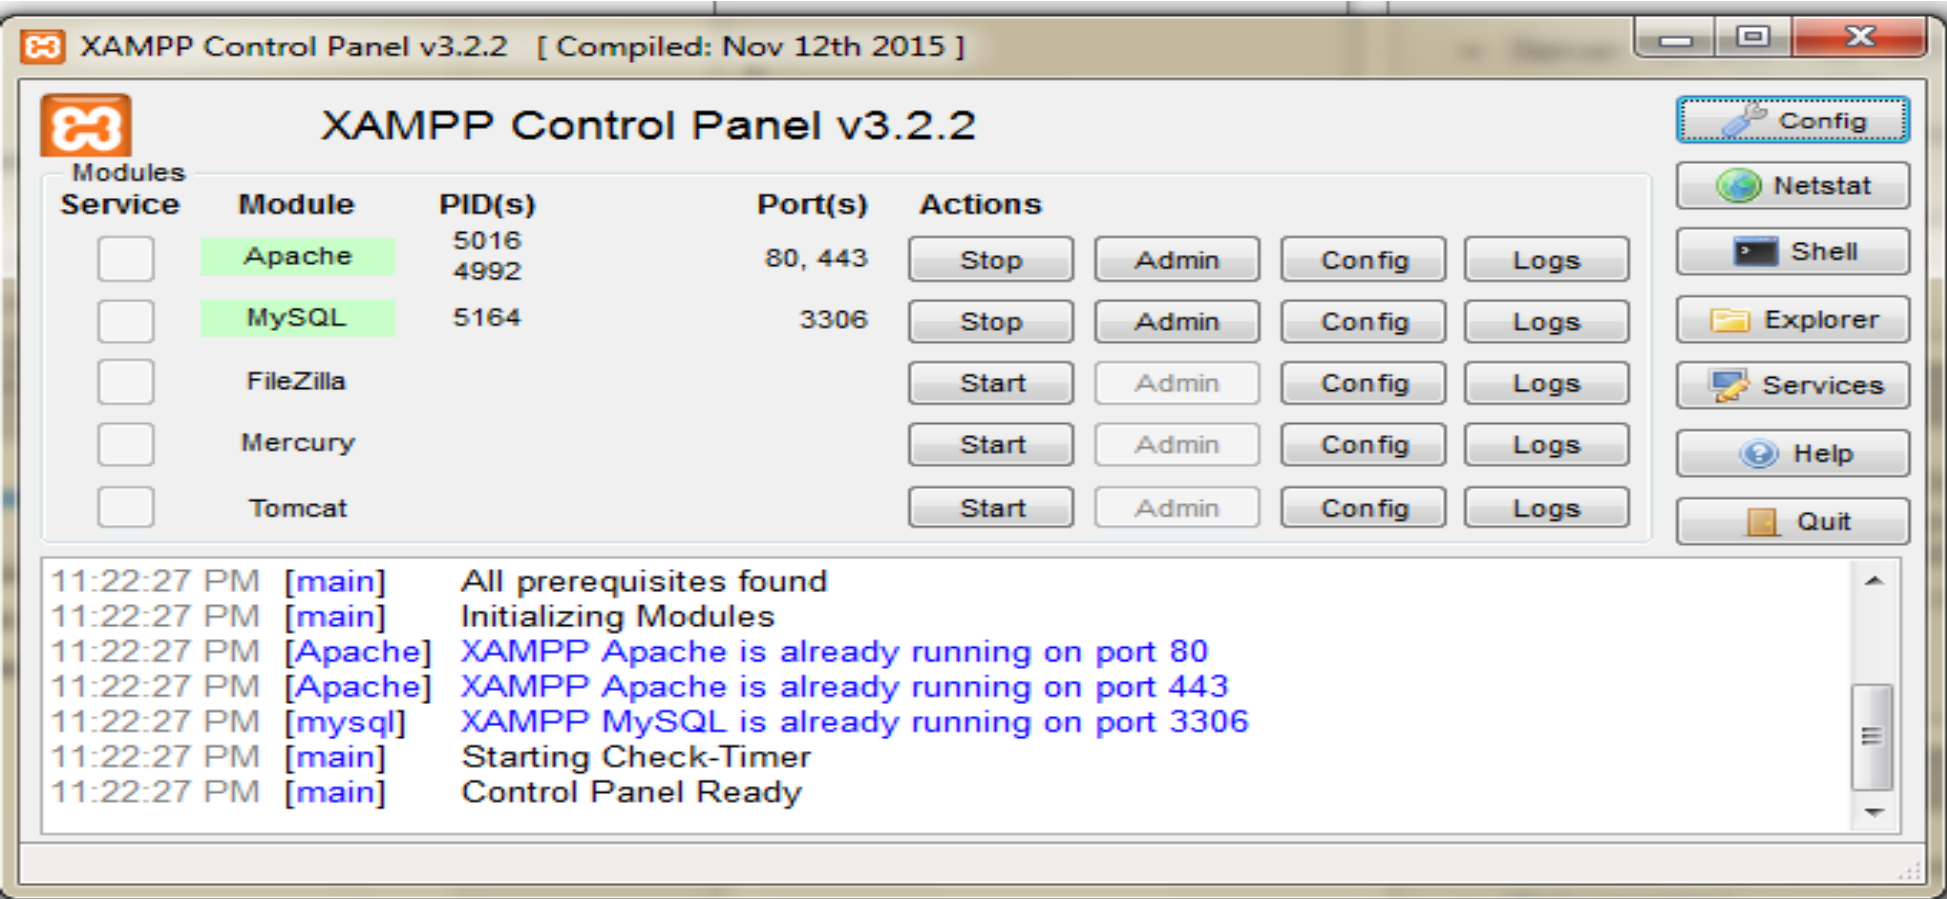 XAMPP Control Panel v3.2.2 [ Compiled: Nov 12th 2015 ]
XAMPP Control Panel v3.2.2
Config
Modules
Netstat
Service Module PID(s) Port(s) Actions
Apache 5016 4992 80, 443 Stop Admin Config Logs
Shell
MySQL 5164 3306 Stop Admin Config Logs
Explorer
FileZilla Start Admin Config Logs
Services
Mercury Start Admin Config Logs
Help
Tomcat Start Admin Config Logs
Quit
11:22:27 PM [main] All prerequisites found
11:22:27 PM [main] Initializing Modules
11:22:27 PM [Apache] XAMPP Apache is already running on port 80
11:22:27 PM [Apache] XAMPP Apache is already running on port 443
11:22:27 PM [mysql] XAMPP MySQL is already running on port 3306
11:22:27 PM [main] Starting Check-Timer
11:22:27 PM [main] Control Panel Ready